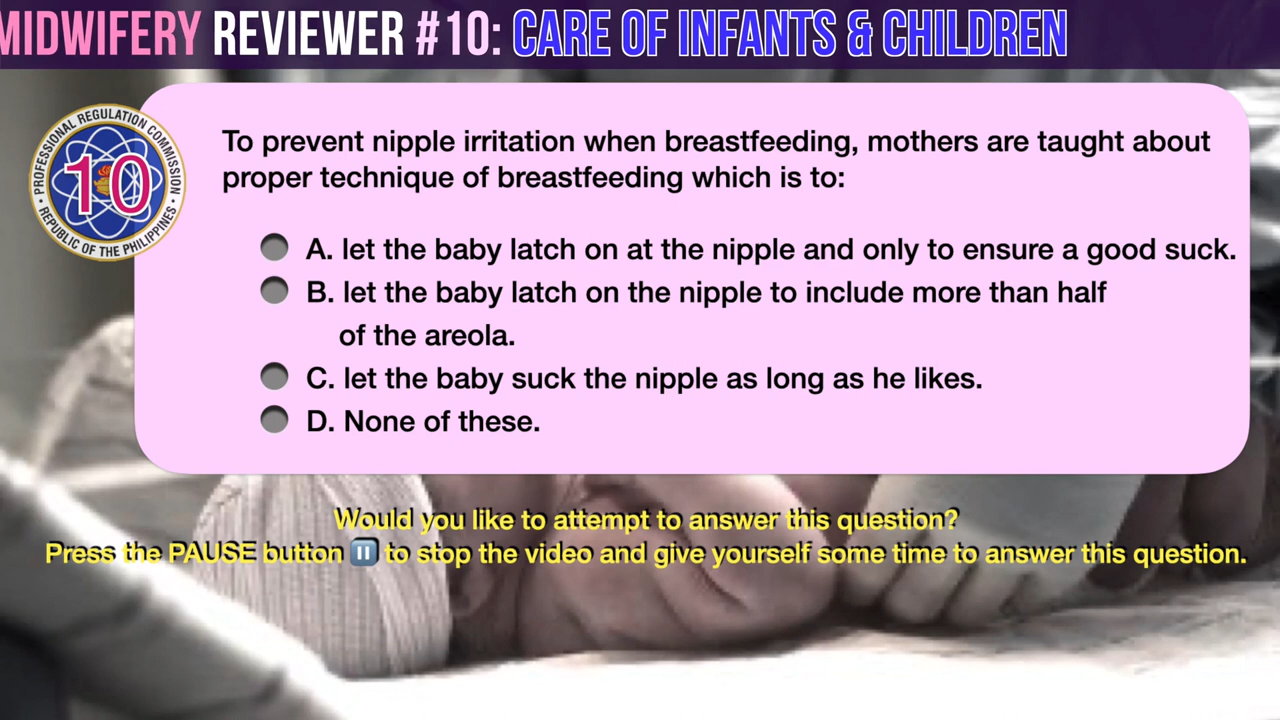 MIDWIFERY REVIEWER #10: CARE OF INFANTS & CHILDREN
PROFESSIONAL REGULATION COMMISSION
REPUBLIC OF THE PHILIPPINES
10
To prevent nipple irritation when breastfeeding, mothers are taught about
proper technique of breastfeeding which is to:
A. let the baby latch on at the nipple and only to ensure a good suck.
B. let the baby latch on the nipple to include more than half
of the areola.
C. let the baby suck the nipple as long as he likes.
D. None of these.
Would you like to attempt to answer this question?
Press the PAUSE button ⏸ to stop the video and give yourself some time to answer this question.